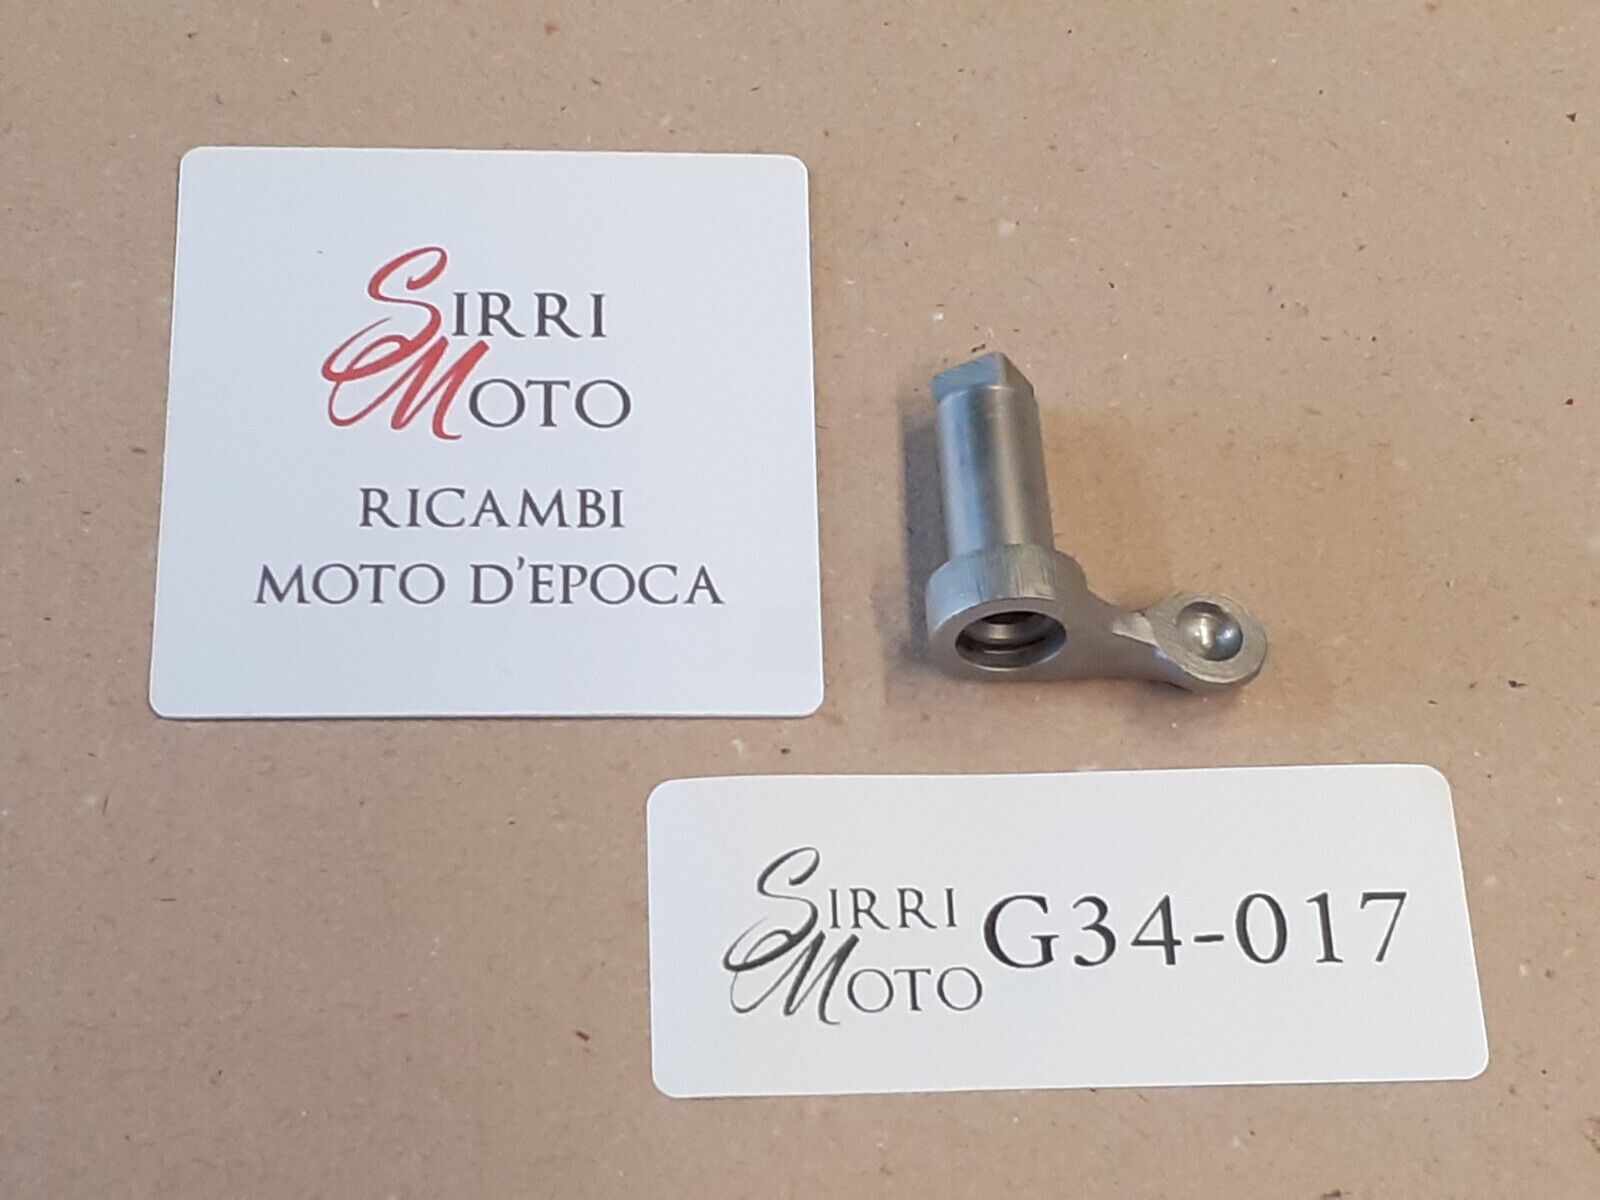 SIRRI
MOTO
RICAMBI
MOTO D'EPOCA
SIRRI
MOTO
G34-017